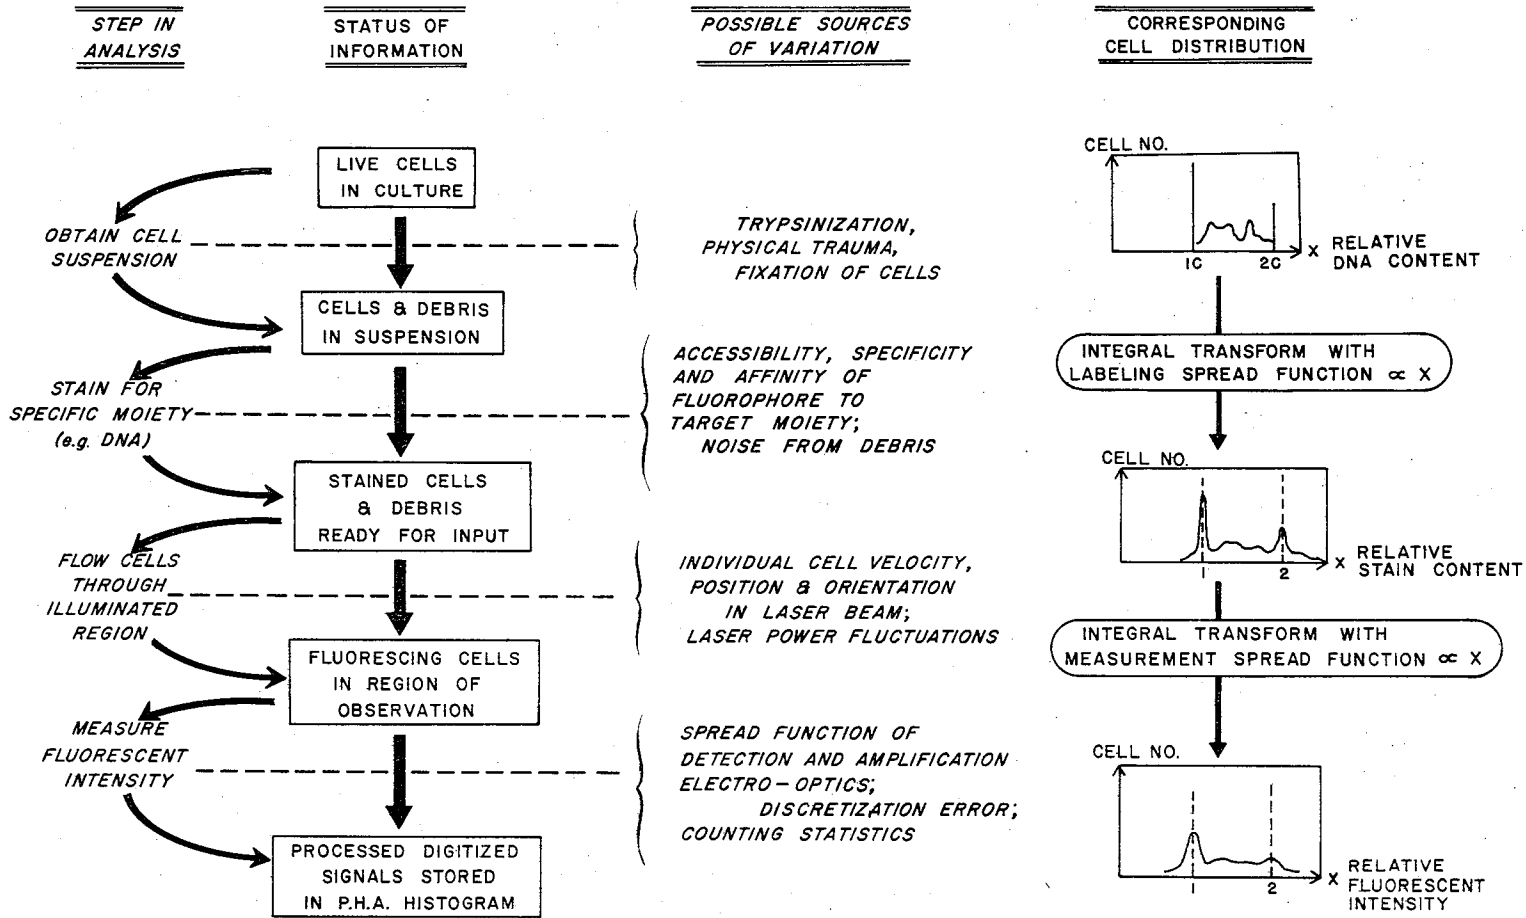 STEP IN
ANALYSIS
STATUS OF
INFORMATION
POSSIBLE SOURCES
OF VARIATION
CORRESPONDING
CELL DISTRIBUTION
LIVE CELLS
IN CULTURE
OBTAIN CELL
SUSPENSION
TRYPSINIZATION,
PHYSICAL TRAUMA,
FIXATION OF CELLS
CELL NO.
1C
2C
X RELATIVE
DNA CONTENT
CELLS & DEBRIS
IN SUSPENSION
STAIN FOR
SPECIFIC MOIETY
(e.g. DNA)
ACCESSIBILITY, SPECIFICITY
AND AFFINITY OF
FLUOROPHORE TO
TARGET MOIETY;
NOISE FROM DEBRIS
INTEGRAL TRANSFORM WITH
LABELING SPREAD FUNCTION ∝ X
STAINED CELLS
& DEBRIS
READY FOR INPUT
CELL NO.
1
2
X RELATIVE
STAIN CONTENT
FLOW CELLS
THROUGH
ILLUMINATED
REGION
INDIVIDUAL CELL VELOCITY,
POSITION & ORIENTATION
IN LASER BEAM;
LASER POWER FLUCTUATIONS
INTEGRAL TRANSFORM WITH
MEASUREMENT SPREAD FUNCTION ∝ X
FLUORESCING CELLS
IN REGION OF
OBSERVATION
MEASURE
FLUORESCENT
INTENSITY
SPREAD FUNCTION OF
DETECTION AND AMPLIFICATION
ELECTRO-OPTICS;
DISCRETIZATION ERROR;
COUNTING STATISTICS
CELL NO.
1
2
X RELATIVE
FLUORESCENT
INTENSITY
PROCESSED DIGITIZED
SIGNALS STORED
IN P.H.A. HISTOGRAM